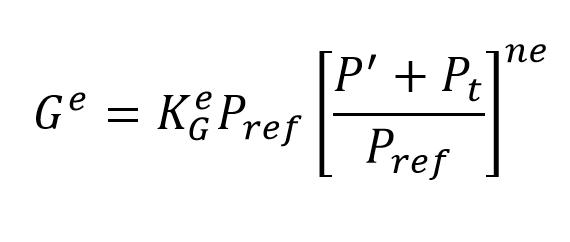 G^e = K_G^e P_ref [(P′ + P_t) / P_ref]^ne